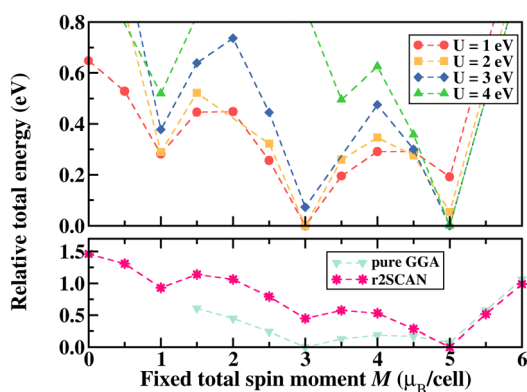 Relative total energy (eV)
0.8
0.6
0.4
0.2
0.0
U = 1 eV
U = 2 eV
U = 3 eV
U = 4 eV
1.5
1.0
0.5
0.0
pure GGA
r2SCAN
0 1 2 3 4 5 6
Fixed total spin moment M (μB/cell)